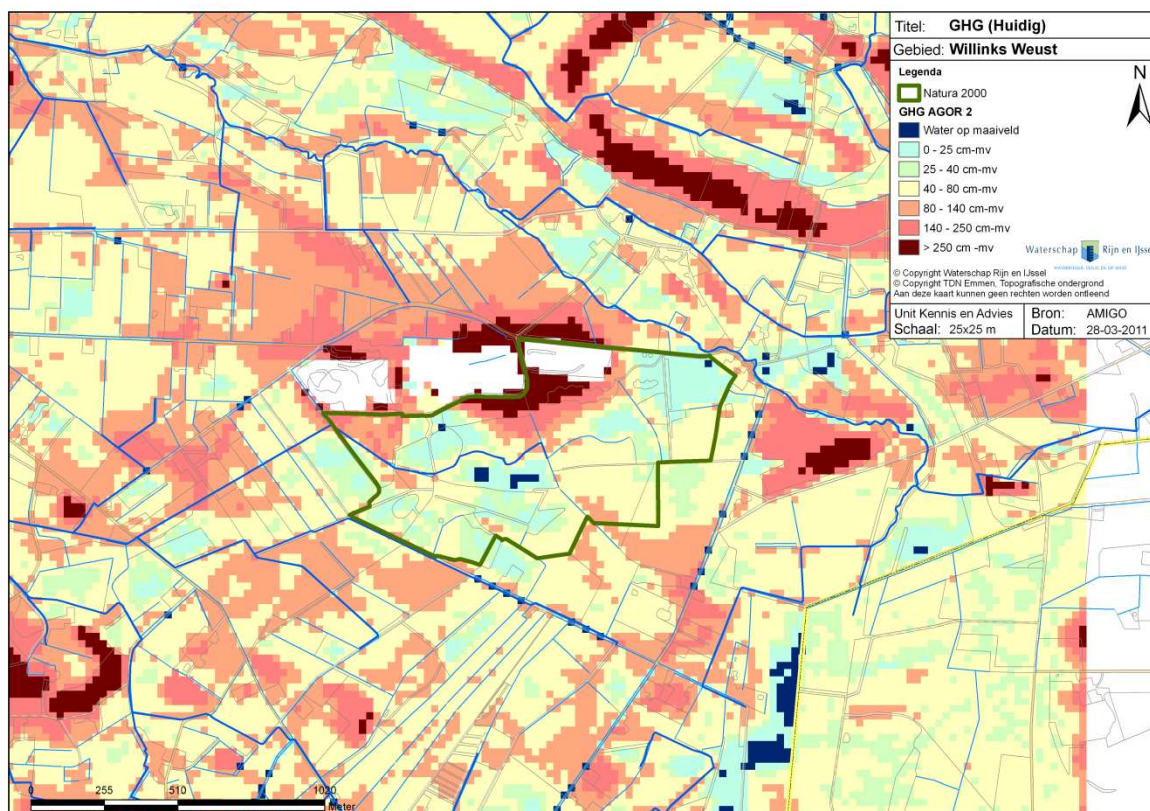 Titel: GHG (Huidig)
Gebied: Willinks Weust
Legenda
N
Natura 2000
GHG AGOR 2
Water op maaiveld
0 - 25 cm-mv
25 - 40 cm-mv
40 - 80 cm-mv
80 - 140 cm-mv
140 - 250 cm-mv
> 250 cm -mv
Waterschap Rijn en IJssel
© Copyright Waterschap Rijn en IJssel
© Copyright TDN Emmen, Topografische ondergrond
Aan deze kaart kunnen geen rechten worden ontleend
Unit Kennis en Advies
Schaal: 25x25 m
Bron: AMIGO
Datum: 28-03-2011
0 255 510 1020
Meter